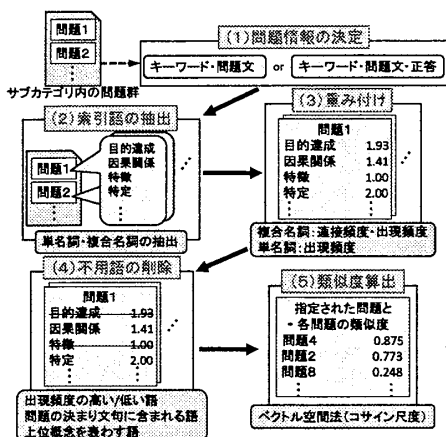 問題1
問題2
サブカテゴリ内の問題群
(1)問題情報の決定
キーワード・問題文 or キーワード・問題文・正答
(2)索引語の抽出
問題1
問題2
目的達成
因果関係
特徴
特定
単名詞・複合名詞の抽出
(3)重み付け
問題1
目的達成 1.93
因果関係 1.41
特徴 1.00
特定 2.00
複合名詞:連接頻度・出現頻度
単名詞:出現頻度
(4)不用語の削除
問題1
目的達成 1.93
因果関係 1.41
特徴 1.00
特定 2.00
出現頻度の高い/低い語
問題の決まり文句に含まれる語
上位概念を表わす語
(5)類似度算出
指定された問題と
各問題の類似度
問題4 0.875
問題2 0.773
問題8 0.248
ベクトル空間法(コサイン尺度)